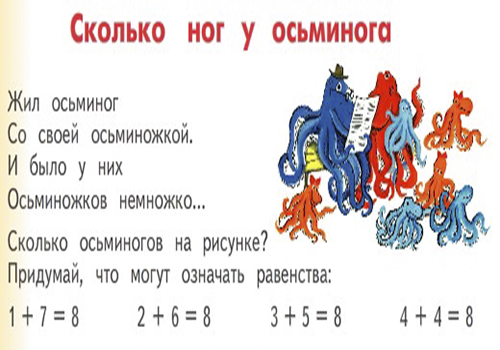 Сколько ног у осьминога
Жил осьминог
Со своей осьминожкой.
И было у них
Осьминожков немножко...
Сколько осьминогов на рисунке?
Придумай, что могут означать равенства:
1 + 7 = 8 2 + 6 = 8 3 + 5 = 8 4 + 4 = 8